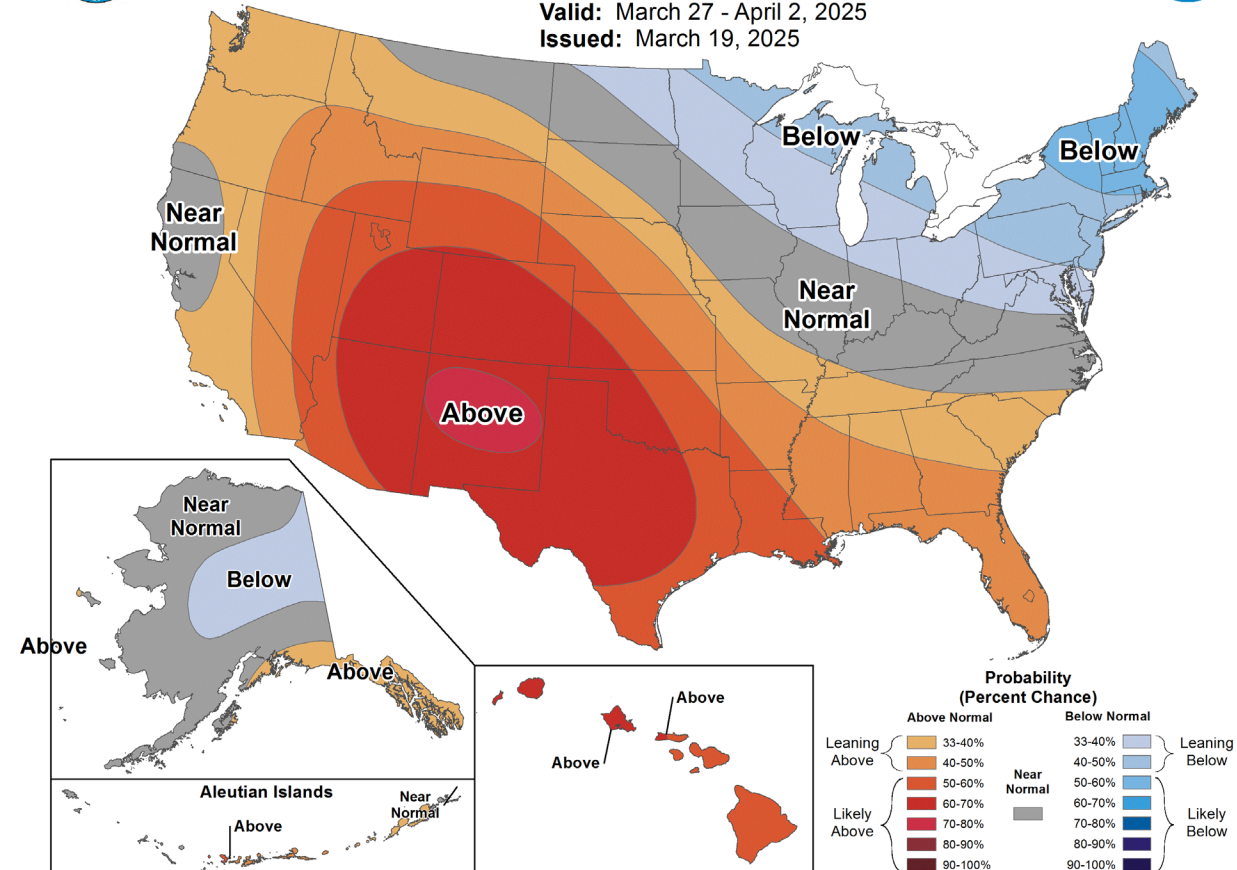 Valid: March 27 - April 2, 2025
Issued: March 19, 2025
Below
Below
Near
Normal
Near
Normal
Above
Near
Normal
Below
Above
Above
Aleutian Islands
Near
Normal
Above
Above
Above
Probability
(Percent Chance)
Above Normal
Below Normal
Leaning
Above
33-40%
40-50%
33-40%
40-50%
Leaning
Below
Near
Normal
Likely
Above
50-60%
60-70%
70-80%
80-90%
90-100%
50-60%
60-70%
70-80%
80-90%
90-100%
Likely
Below